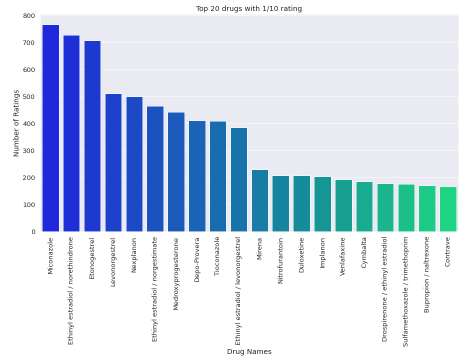 Top 20 drugs with 1/10 rating
Number of Ratings
800
700
600
500
400
300
200
100
0
Miconazole
Ethinyl estradiol / norethindrone
Etonogestrel
Levonorgestrel
Nexplanon
Ethinyl estradiol / norgestimate
Medroxyprogesterone
Depo-Provera
Tioconazole
Ethinyl estradiol / levonorgestrel
Mirena
Nitrofurantoin
Duloxetine
Implanon
Venlafaxine
Cymbalta
Drospirenone / ethinyl estradiol
Sulfamethoxazole / trimethoprim
Bupropion / naltrexone
Contrave
Drug Names